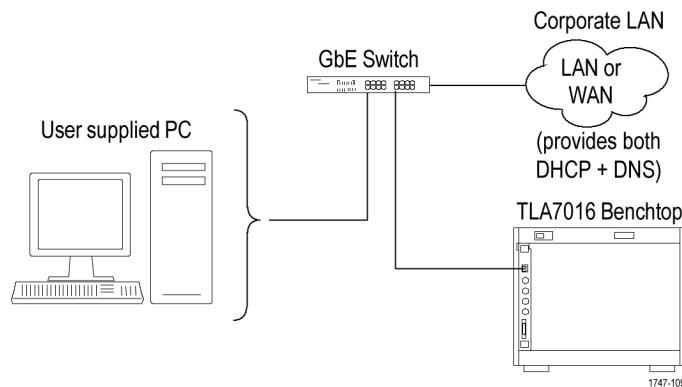 Corporate LAN
GbE Switch
LAN or
WAN
User supplied PC
(provides both
DHCP + DNS)
TLA7016 Benchtop